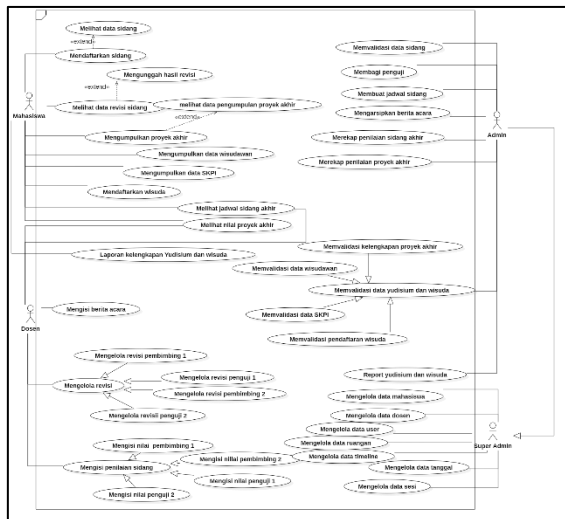 Melihat data sidang
«extend»
Mendaftarkan sidang
Mengunggah hasil revisi
«extend»
Melihat data revisi sidang
melihat data pengumpulan proyek akhir
«extend»
Mahasiswa
Mengumpulkan proyek akhir
Mengumpulkan data wisudawan
Mengumpulkan data SKPI
Mendaftarkan wisuda
Melihat jadwal sidang akhir
Melihat nilai proyek akhir
Laporan kelengkapan Yudisium dan wisuda
Memvalidasi data sidang
Membagi penguji
Membuat jadwal sidang
Mengarsipkan berita acara
Admin
Merekap penilaian sidang akhir
Merekap penilaian proyek akhir
Memvalidasi kelengkapan proyek akhir
Memvalidasi data wisudawan
Memvalidasi data yudisium dan wisuda
Memvalidasi data SKPI
Memvalidasi pendaftaran wisuda
Mengisi berita acara
Dosen
Mengelola revisi pembimbing 1
Mengelola revisi
Mengelola revisi penguji 1
Mengelola revisi pembimbing 2
Mengelola revisii penguji 2
Mengisi nilai pembimbing 1
Mengisi penilaian sidang
Mengisi nilai pembimbing 2
Mengisi nilai penguji 1
Mengisi nilai penguji 2
Report yudisium dan wisuda
Mengelola data mahasiswa
Mengelola data dosen
Mengelola data user
Mengelola data ruangan
Super Admin
Mengelola data timeline
Mengelola data tanggal
Mengelola data sesi